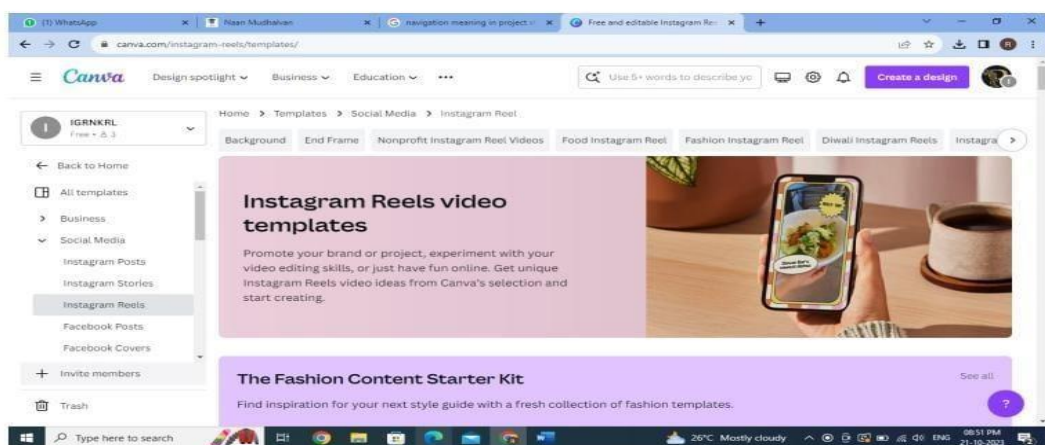 (1) WhatsApp
Naan Mudhalvan
navigation meaning in project
Free and editable Instagram Re
canva.com/instagram-reels/templates/
Canva
Design spotlight
Business
Education
Use 5+ words to describe yo
Create a design
I
IGRNKRL
Free • 3
Home > Templates > Social Media > Instagram Reel
Background
End Frame
Nonprofit Instagram Reel Videos
Food Instagram Reel
Fashion Instagram Reel
Diwali Instagram Reels
Instagra
Back to Home
All templates
Business
Social Media
Instagram Posts
Instagram Stories
Instagram Reels
Facebook Posts
Facebook Covers
Invite members
Trash
Instagram Reels video
templates
Promote your brand or project, experiment with your
video editing skills, or just have fun online. Get unique
Instagram Reels video ideas from Canva's selection and
start creating.
The Fashion Content Starter Kit
See all
Find inspiration for your next style guide with a fresh
collection of fashion templates.
?
Type here to search
26°C Mostly cloudy
ENG
08:51 PM
21-10-2023